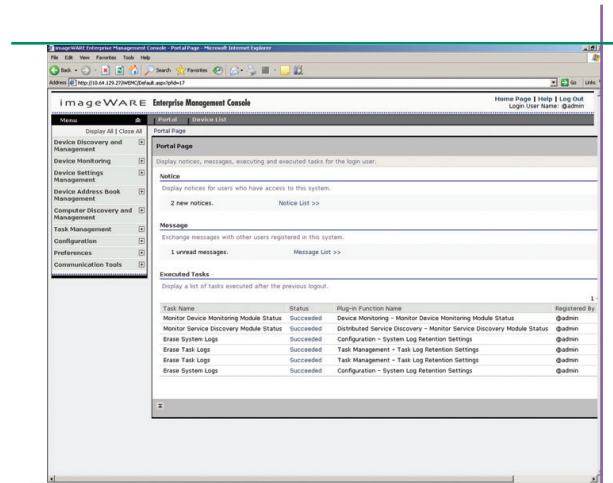 imageWARE Enterprise Management Console - Portal Page - Microsoft Internet Explorer
File Edit View Favorites Tools Help
Back Search Favorites
Address http://10.64.129.27/iWEMC/Default.aspx?pfid=17 Go Links
imageWARE Enterprise Management Console
Home Page | Help | Log Out
Login User Name: @admin
Menu
Portal Device List
Display All | Close All
Portal Page
Device Discovery and Management
Device Monitoring
Device Settings Management
Device Address Book Management
Computer Discovery and Management
Task Management
Configuration
Preferences
Communication Tools
Portal Page
Display notices, messages, executing and executed tasks for the login user.
Notice
Display notices for users who have access to this system.
2 new notices. Notice List >>
Message
Exchange messages with other users registered in this system.
1 unread messages. Message List >>
Executed Tasks
Display a list of tasks executed after the previous logout.
1 -
Task Name Status Plug-in Function Name Registered By
Monitor Device Monitoring Module Status Succeeded Device Monitoring - Monitor Device Monitoring Module Status @admin
Monitor Service Discovery Module Status Succeeded Distributed Service Discovery - Monitor Service Discovery Module Status @admin
Erase System Logs Succeeded Configuration - System Log Retention Settings @admin
Erase Task Logs Succeeded Task Management - Task Log Retention Settings @admin
Erase Task Logs Succeeded Task Management - Task Log Retention Settings @admin
Erase System Logs Succeeded Configuration - System Log Retention Settings @admin